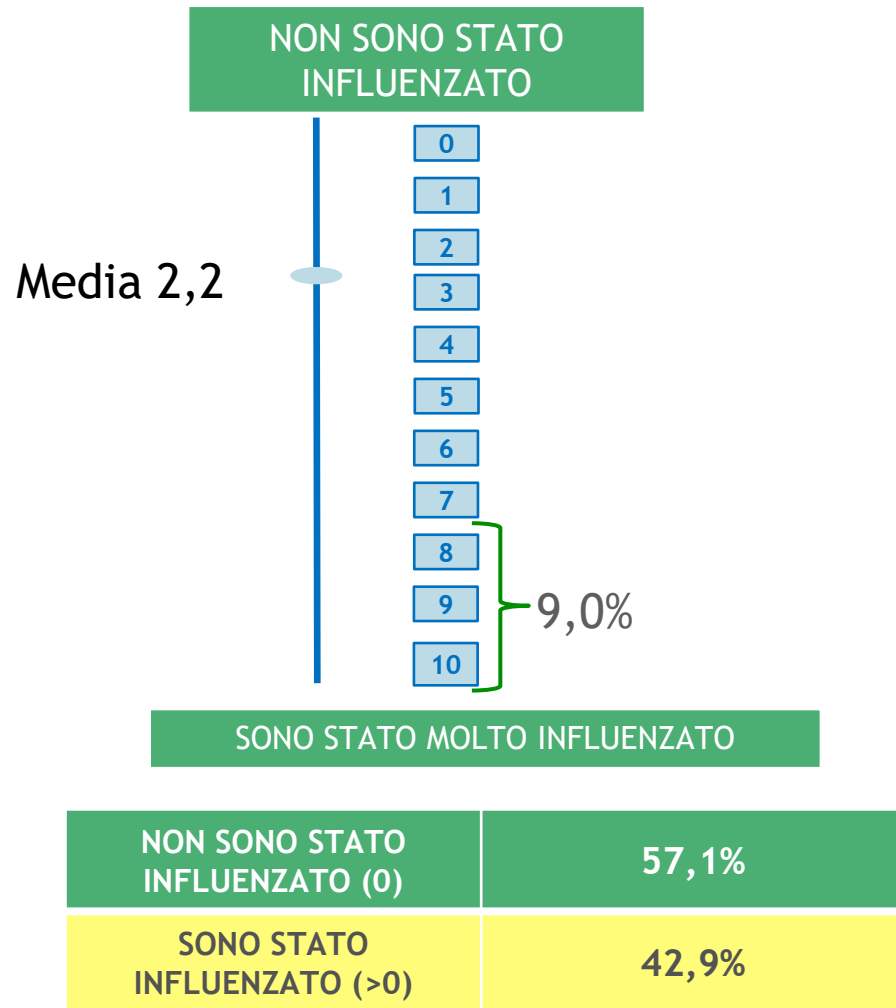 NON SONO STATO
INFLUENZATO
0
1
2
Media 2,2
3
4
5
6
7
8
9
9,0%
10
SONO STATO MOLTO INFLUENZATO
NON SONO STATO
INFLUENZATO (0)
57,1%
SONO STATO
INFLUENZATO (>0)
42,9%